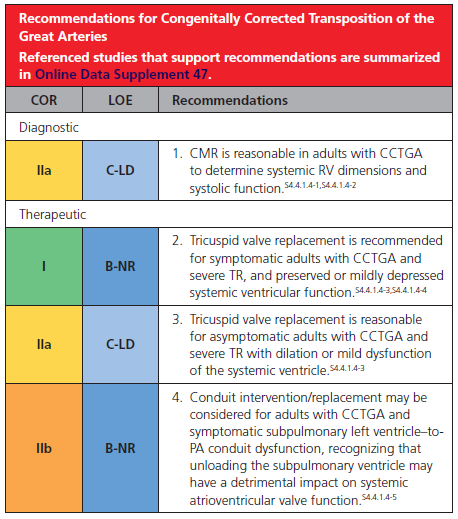 Recommendations for Congenitally Corrected Transposition of the
Great Arteries
Referenced studies that support recommendations are summarized
in Online Data Supplement 47.
COR LOE Recommendations
Diagnostic
IIa C-LD 1. CMR is reasonable in adults with CCTGA
to determine systemic RV dimensions and
systolic function.S4.4.1.4-1,S4.4.1.4-2
Therapeutic
I B-NR 2. Tricuspid valve replacement is recommended
for symptomatic adults with CCTGA and
severe TR, and preserved or mildly depressed
systemic ventricular function.S4.4.1.4-3,S4.4.1.4-4
IIa C-LD 3. Tricuspid valve replacement is reasonable
for asymptomatic adults with CCTGA and
severe TR with dilation or mild dysfunction
of the systemic ventricle.S4.4.1.4-3
IIb B-NR 4. Conduit intervention/replacement may be
considered for adults with CCTGA and
symptomatic subpulmonary left ventricle–to-
PA conduit dysfunction, recognizing that
unloading the subpulmonary ventricle may
have a detrimental impact on systemic
atrioventricular valve function.S4.4.1.4-5